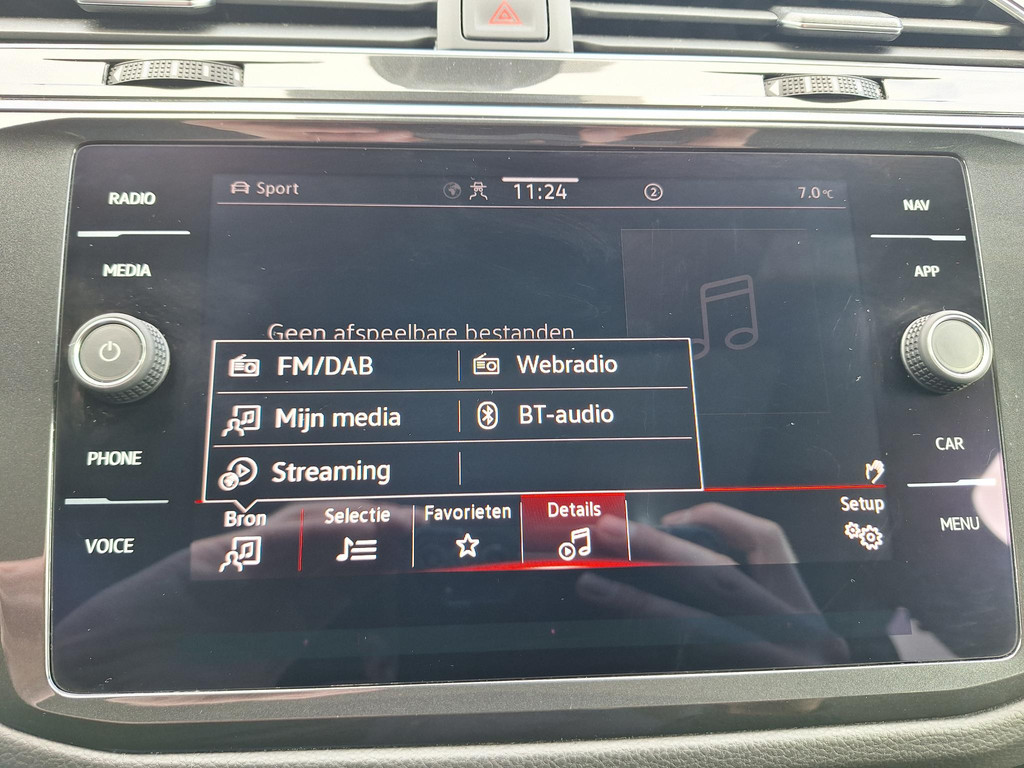 RADIO
MEDIA
PHONE
VOICE
Sport
11:24
2
7.0°C
Geen afspeelbare bestanden
FM/DAB
Webradio
Mijn media
BT-audio
Streaming
Bron
Selectie
Favorieten
Details
Setup
NAV
APP
CAR
MENU